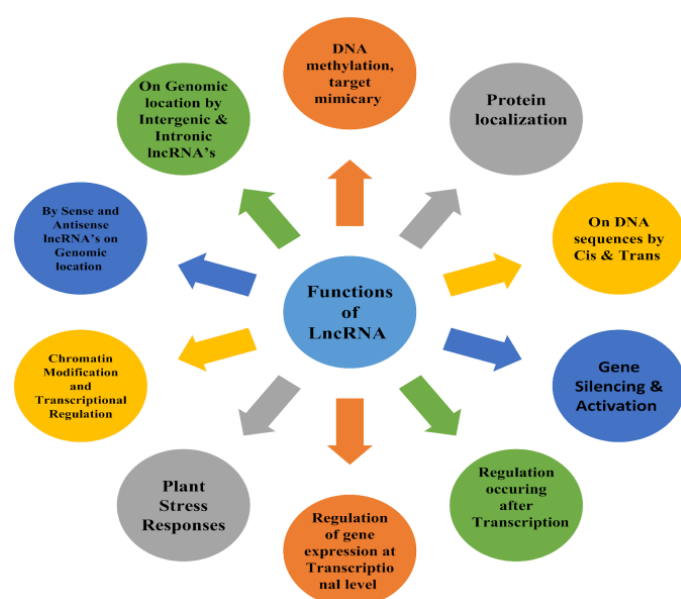 DNA
methylation,
target
mimicary
Protein
localization
On DNA
sequences by
Cis & Trans
Gene
Silencing &
Activation
Regulation
occuring
after
Transcription
Regulation
of gene
expression at
Transcriptio
nal level
Plant
Stress
Responses
Chromatin
Modification
and
Transcriptional
Regulation
By Sense and
Antisense
lncRNA's on
Genomic
location
On Genomic
location by
Intergenic &
Intronic
lncRNA's
Functions
of
LncRNA